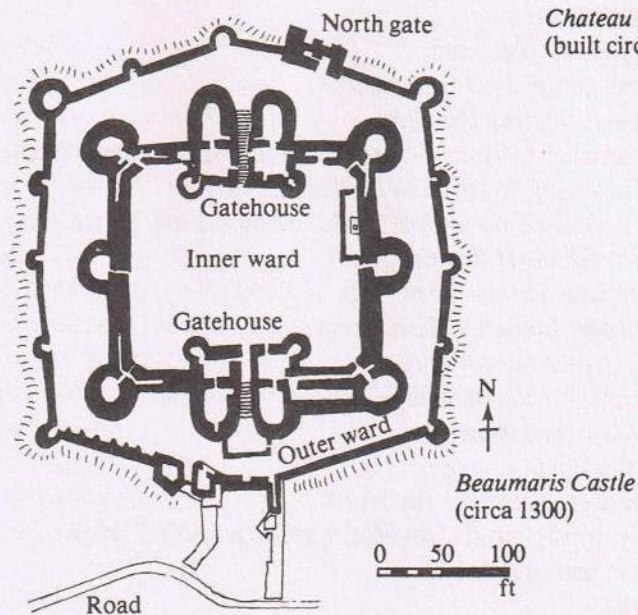 North gate
Chateau
(built circ
Gatehouse
Inner ward
Gatehouse
N
Outer ward
Beaumaris Castle
(circa 1300)
0 50 100
ft
Road